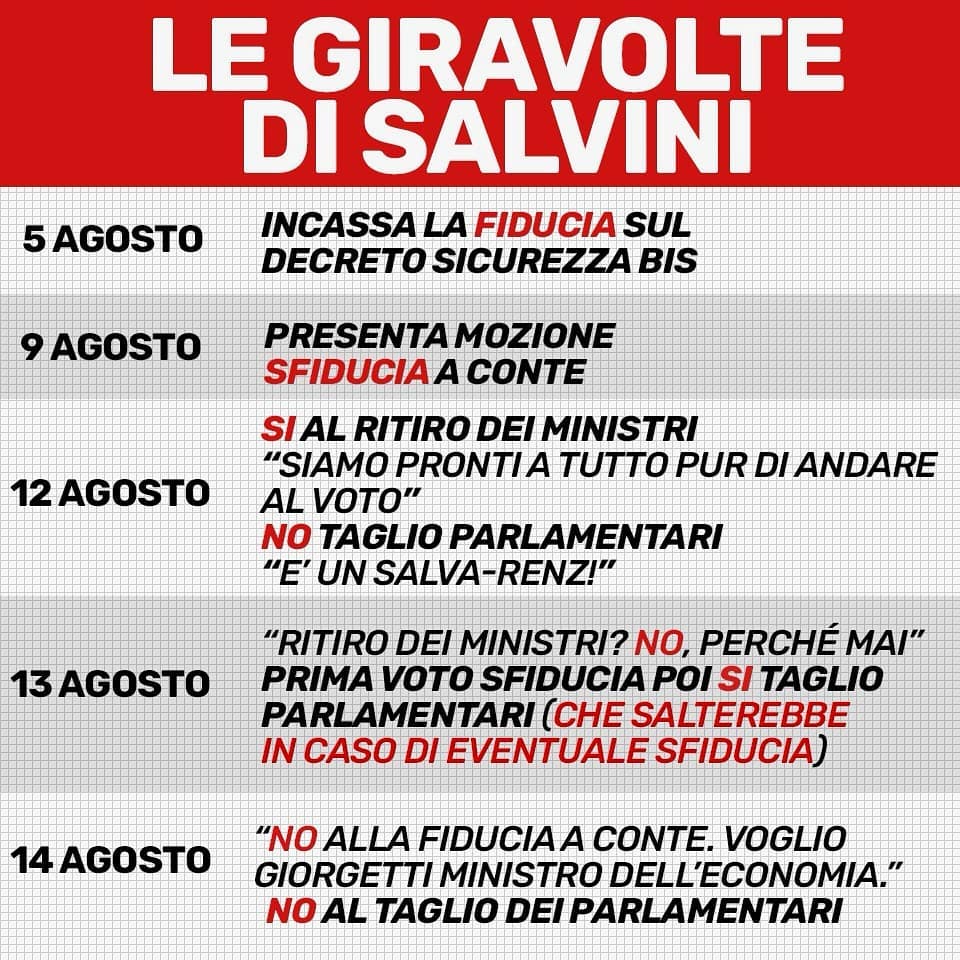 LE GIRAVOLTE
DI SALVINI
5 AGOSTO
INCASSA LA FIDUCIA SUL
DECRETO SICUREZZA BIS
9 AGOSTO
PRESENTA MOZIONE
SFIDUCIA A CONTE
12 AGOSTO
SI AL RITIRO DEI MINISTRI
“SIAMO PRONTI A TUTTO PUR DI ANDARE
AL VOTO”
NO TAGLIO PARLAMENTARI
“E’ UN SALVA-RENZ!”
13 AGOSTO
“RITIRO DEI MINISTRI? NO, PERCHÉ MAI”
PRIMA VOTO SFIDUCIA POI SI TAGLIO
PARLAMENTARI (CHE SALTEREBBE
IN CASO DI EVENTUALE SFIDUCIA)
14 AGOSTO
“NO ALLA FIDUCIA A CONTE. VOGLIO
GIORGETTI MINISTRO DELL’ECONOMIA.”
NO AL TAGLIO DEI PARLAMENTARI